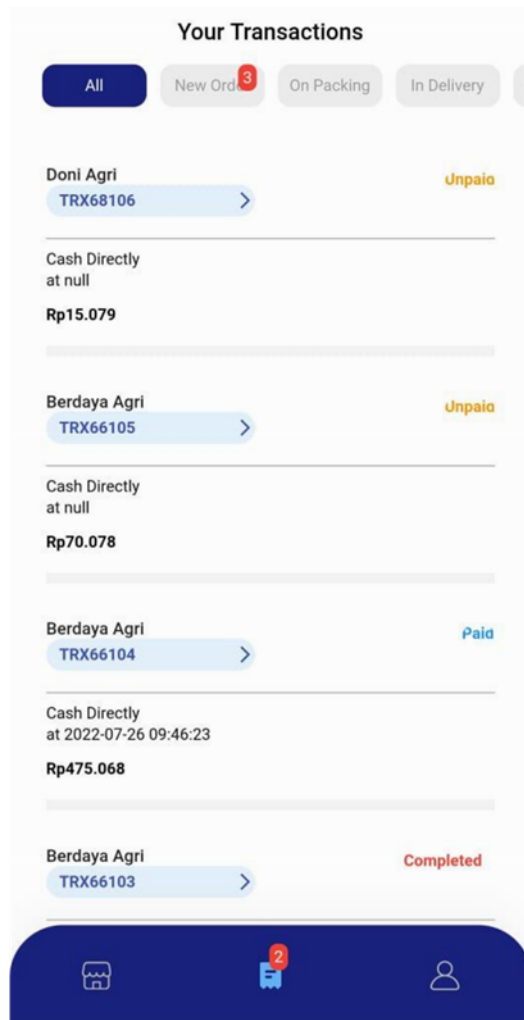 Your Transactions
All
New Orde
3
On Packing
In Delivery
Doni Agri
Unpaid
TRX68106
Cash Directly
at null
Rp15.079
Berdaya Agri
Unpaid
TRX66105
Cash Directly
at null
Rp70.078
Berdaya Agri
Paid
TRX66104
Cash Directly
at 2022-07-26 09:46:23
Rp475.068
Berdaya Agri
Completed
TRX66103
2